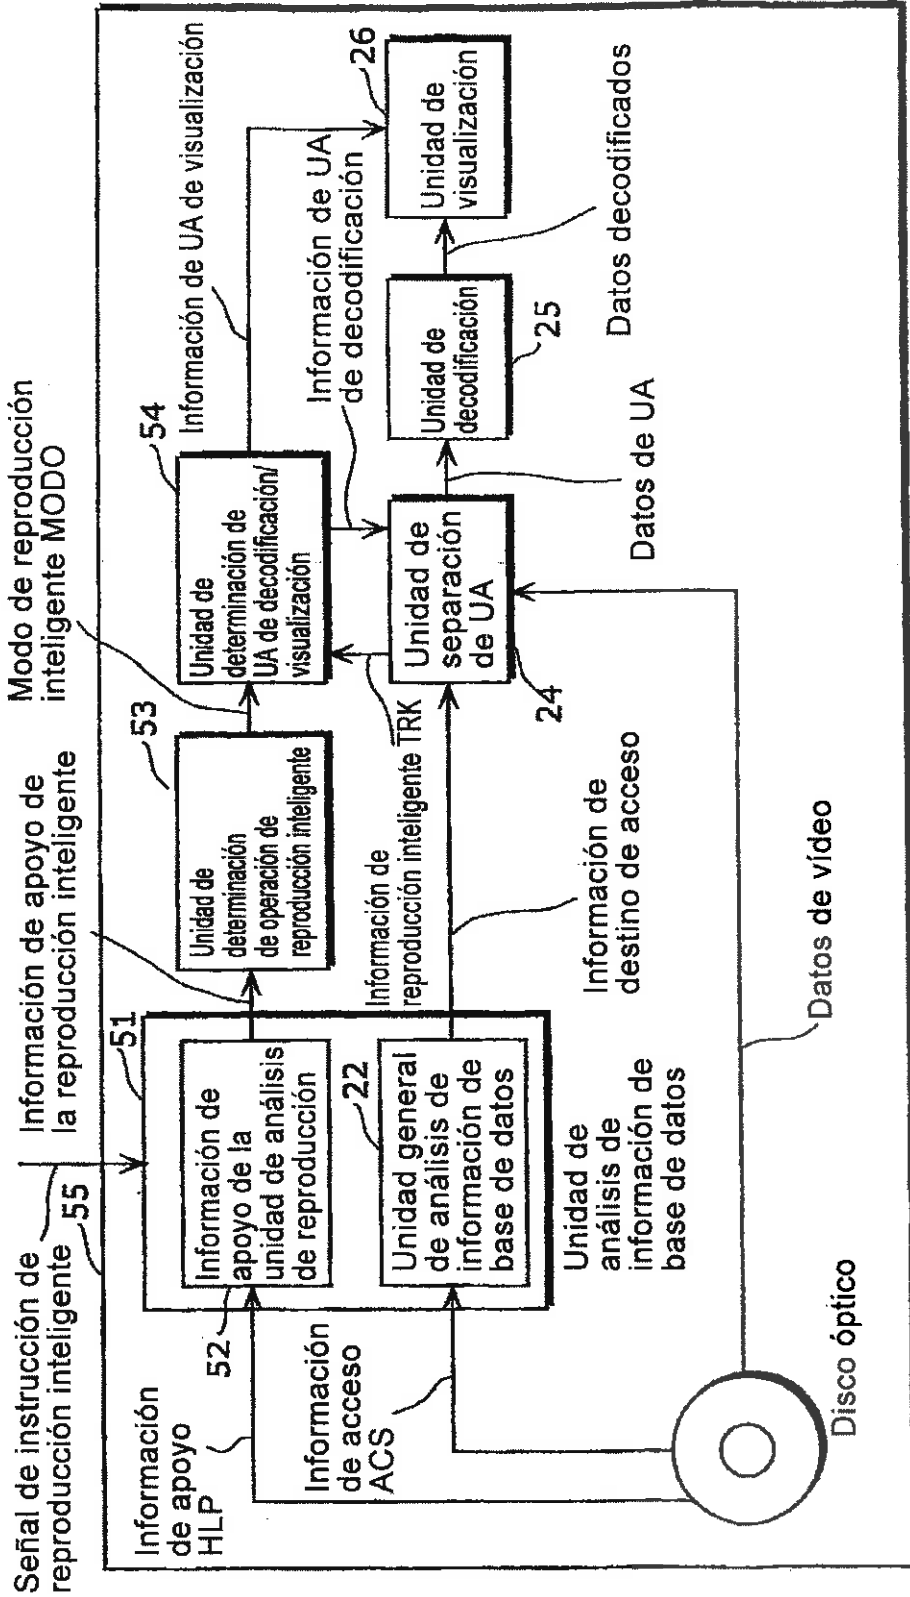 Señal de instrucción de
reproducción inteligente
55
Información de apoyo de
la reproducción inteligente
Modo de reproducción
inteligente MODO
51
53
54
Información de UA de visualización
Información
de apoyo
HLP
52
Información de
apoyo de la
unidad de análisis
de reproducción
Unidad de
determinación
de operación de
reproducción inteligente
Unidad de
determinación de
UA de decodificación/
visualización
Información de UA
de decodificación
26
Información
de acceso
ACS
22
Unidad general
de análisis de
información de
base de datos
Información de
reproducción inteligente TRK
Unidad de
separación
de UA
24
Unidad de
decodificación
25
Unidad de
visualización
Unidad de
análisis de
información de
base de datos
Información de
destino de acceso
Datos de UA
Datos decodificados
Disco óptico
Datos de vídeo